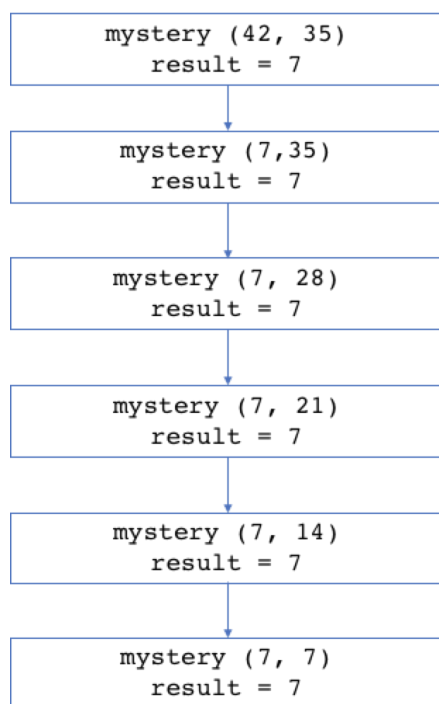 mystery (42, 35)
result = 7
mystery (7,35)
result = 7
mystery (7, 28)
result = 7
mystery (7, 21)
result = 7
mystery (7, 14)
result = 7
mystery (7, 7)
result = 7